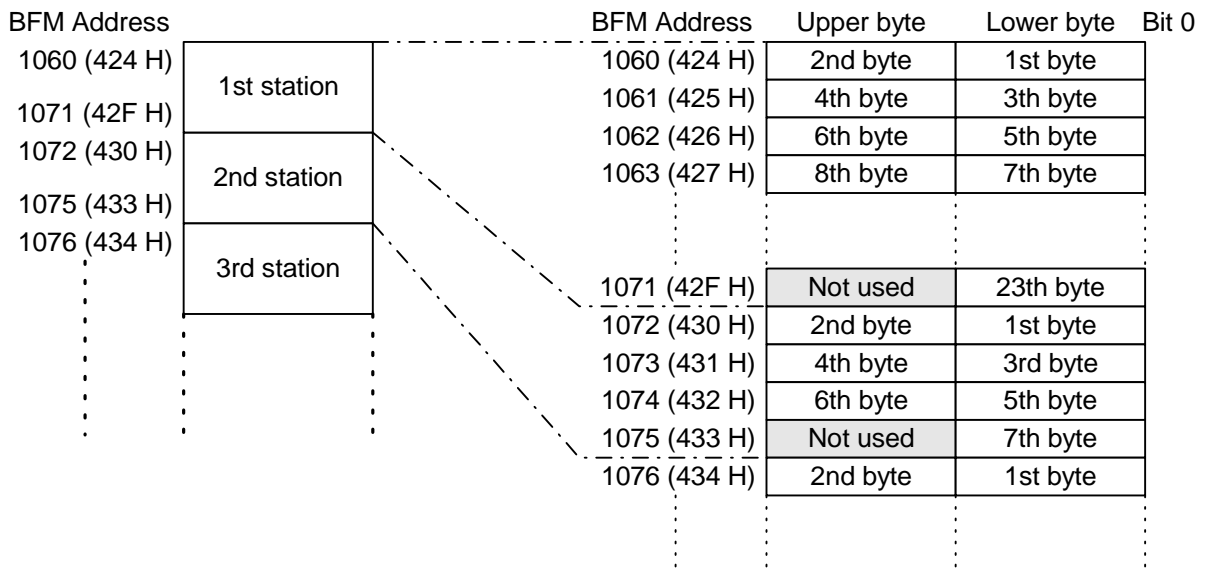 BFM Address
1060 (424 H)
1st station
1071 (42F H)
1072 (430 H)
2nd station
1075 (433 H)
1076 (434 H)
3rd station
BFM Address Upper byte Lower byte Bit 0
1060 (424 H) 2nd byte 1st byte
1061 (425 H) 4th byte 3th byte
1062 (426 H) 6th byte 5th byte
1063 (427 H) 8th byte 7th byte
1071 (42F H) Not used 23th byte
1072 (430 H) 2nd byte 1st byte
1073 (431 H) 4th byte 3rd byte
1074 (432 H) 6th byte 5th byte
1075 (433 H) Not used 7th byte
1076 (434 H) 2nd byte 1st byte